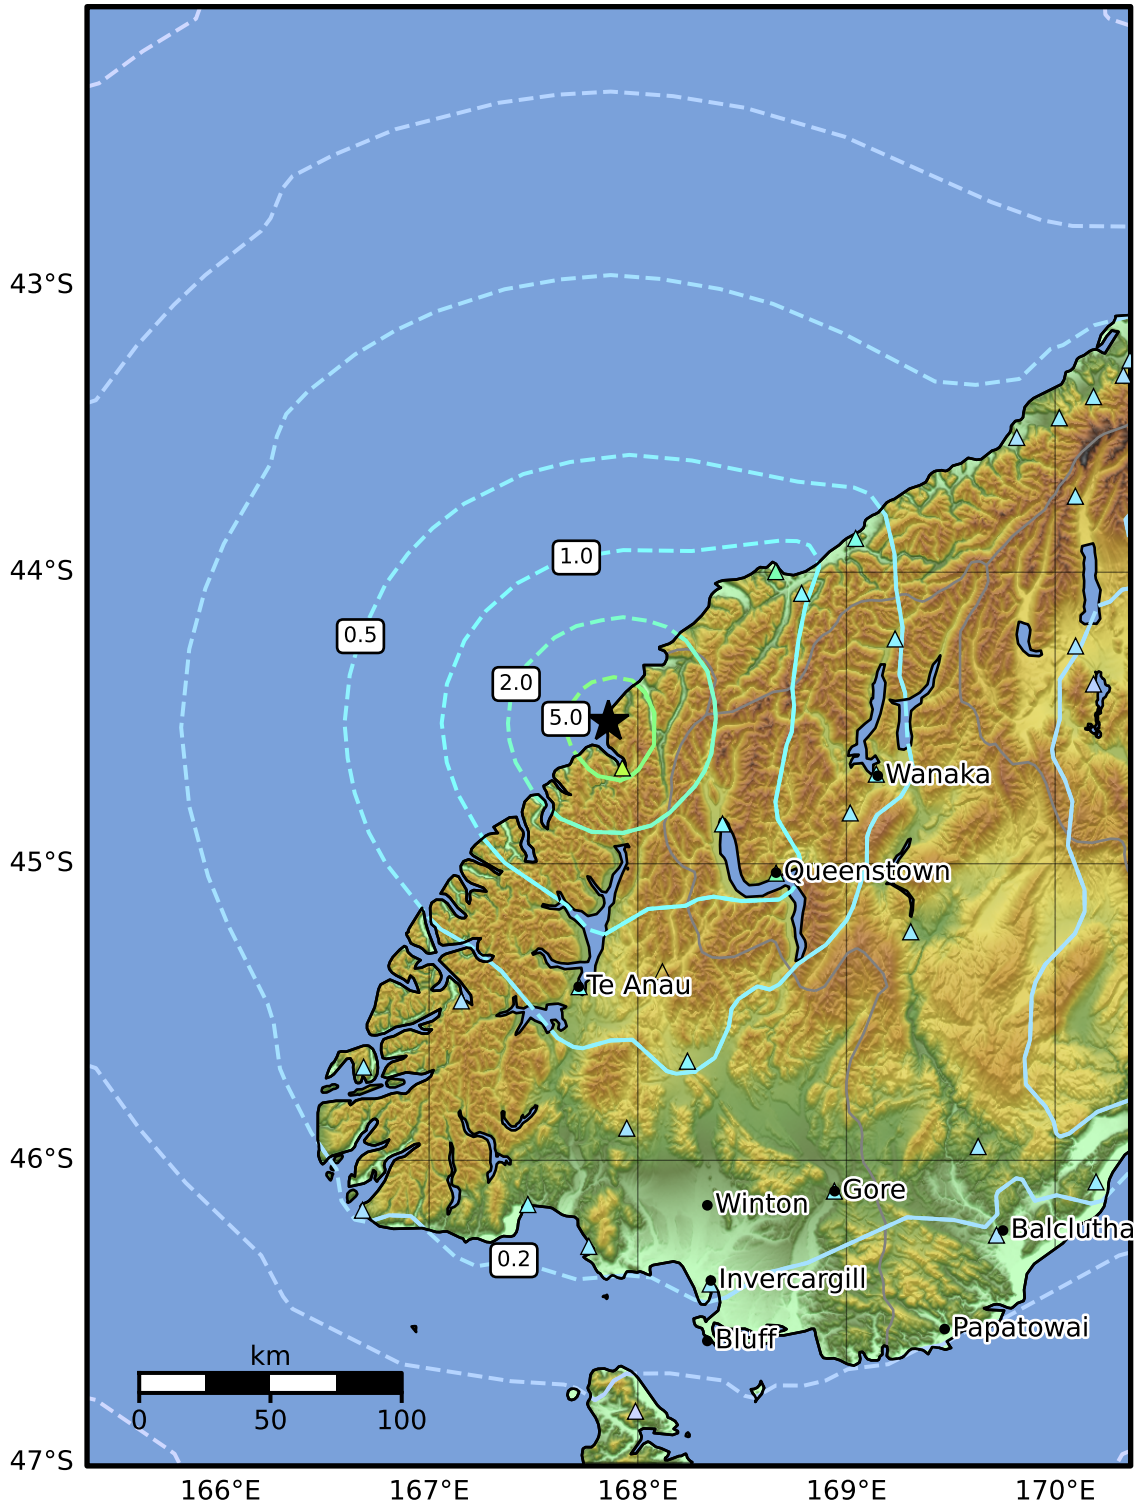 43°S
44°S
1.0
0.5
2.0
5.0
Wanaka
45°S
Queenstown
Te Anau
46°S
Gore
Winton
Balclutha
0.2
Invercargill
Papatowai
Bluff
km
0 50 100
47°S
166°E 167°E 168°E 169°E 170°E